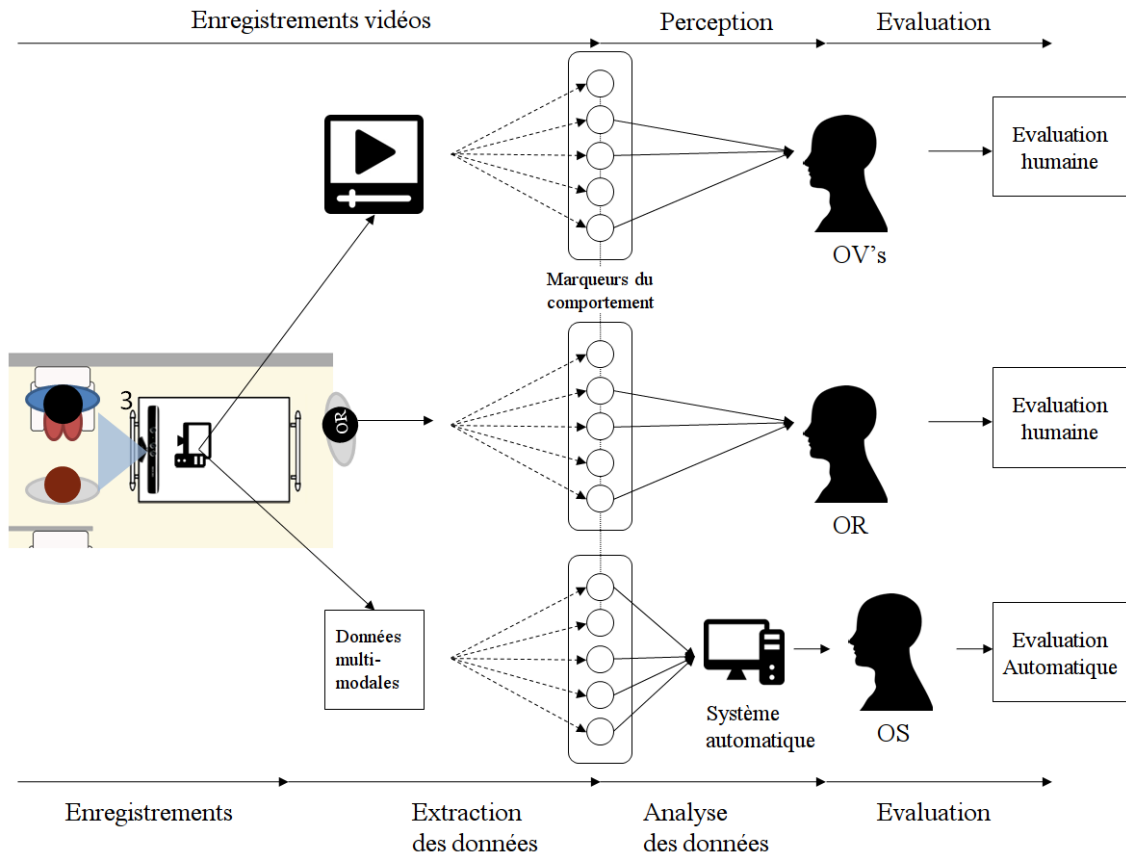 Enregistrements vidéos
Perception
Evaluation
Evaluation
humaine
OV's
Marqueurs du
comportement
3
OR
Evaluation
humaine
OR
Données
multi-
modales
Système
automatique
OS
Evaluation
Automatique
Enregistrements
Extraction
des données
Analyse
des données
Evaluation